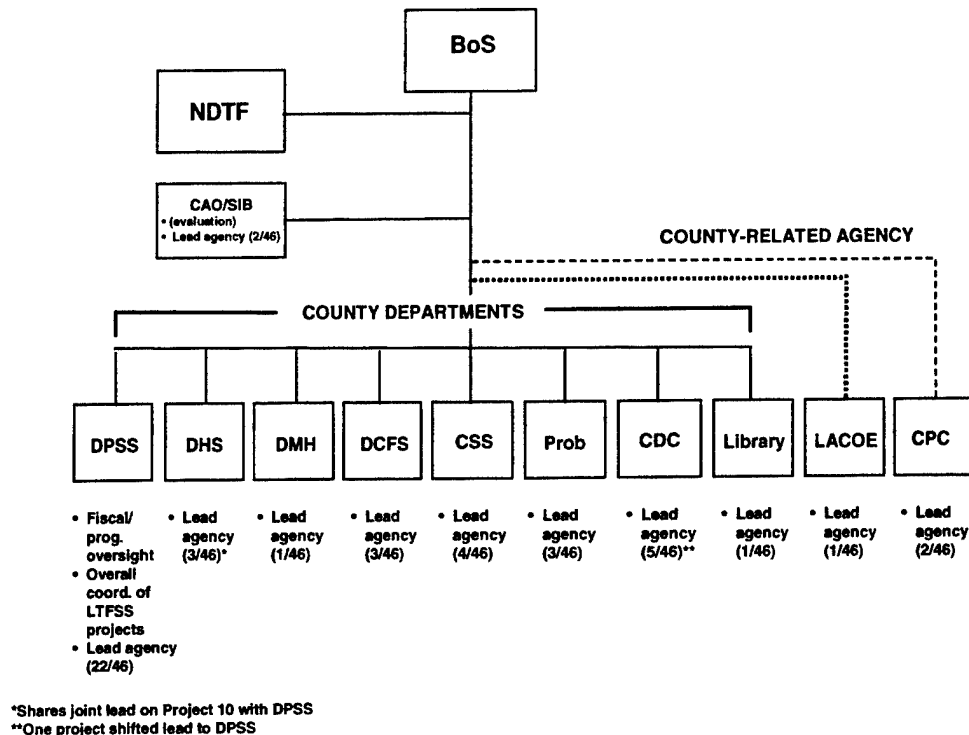 BoS
NDTF
CAO/SIB
• (evaluation)
• Lead agency (2/46)
COUNTY-RELATED AGENCY
COUNTY DEPARTMENTS
DPSS
DHS
DMH
DCFS
CSS
Prob
CDC
Library
LACOE
CPC
• Fiscal/
prog.
oversight
• Overall
coord. of
LTFSS
projects
• Lead agency
(22/46)
• Lead
agency
(3/46)*
• Lead
agency
(1/46)
• Lead
agency
(3/46)
• Lead
agency
(4/46)
• Lead
agency
(3/46)
• Lead
agency
(5/46)**
• Lead
agency
(1/46)
• Lead
agency
(1/46)
• Lead
agency
(2/46)
*Shares joint lead on Project 10 with DPSS
**One project shifted lead to DPSS